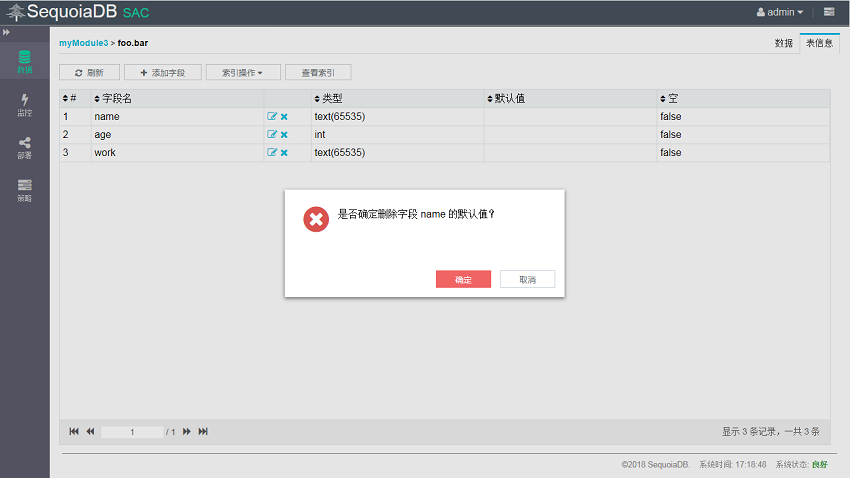 SequoiaDB SAC
admin
myModule3 > foo.bar
数据 表信息
数据
监控
部署
策略
刷新 添加字段 索引操作 查看索引
# 字段名 类型 默认值 空
1 name text(65535) false
2 age int false
3 work text(65535) false
是否确定删除字段 name 的默认值?
确定 取消
1 / 1
显示 3 条记录，一共 3 条
©2018 SequoiaDB. 系统时间: 17:18:48 系统状态: 良好